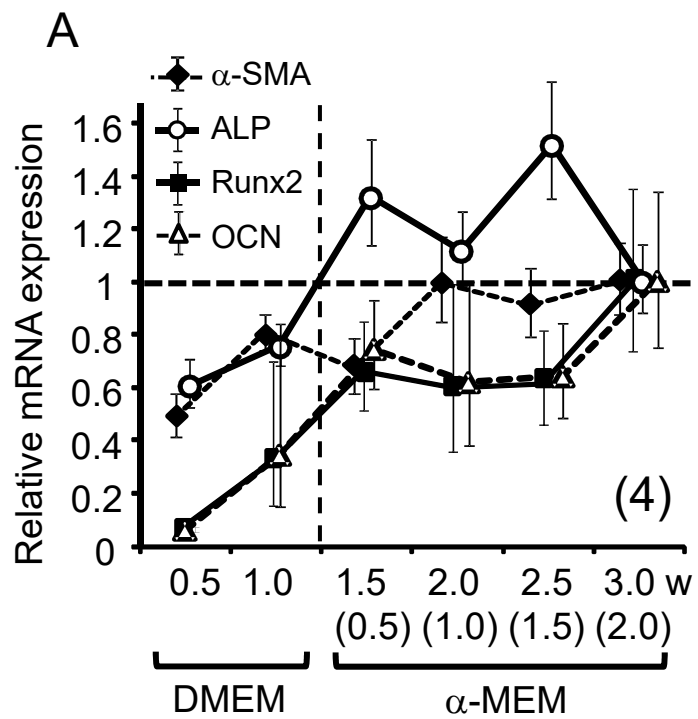 A
α-SMA
ALP
Runx2
OCN
Relative mRNA expression
1.6
1.4
1.2
1
0.8
0.6
0.4
0.2
0
(4)
0.5 1.0 1.5 2.0 2.5 3.0 w
(0.5) (1.0) (1.5) (2.0)
DMEM α-MEM